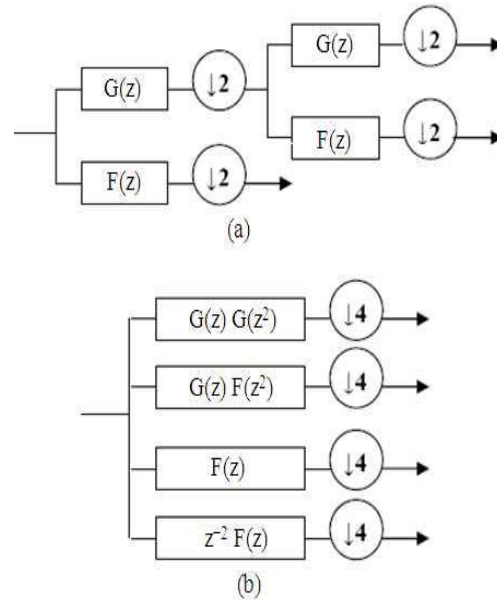 G(z) ↓2
G(z) ↓2
F(z) ↓2
F(z) ↓2
(a)
G(z) G(z²) ↓4
G(z) F(z²) ↓4
F(z) ↓4
z⁻² F(z) ↓4
(b)